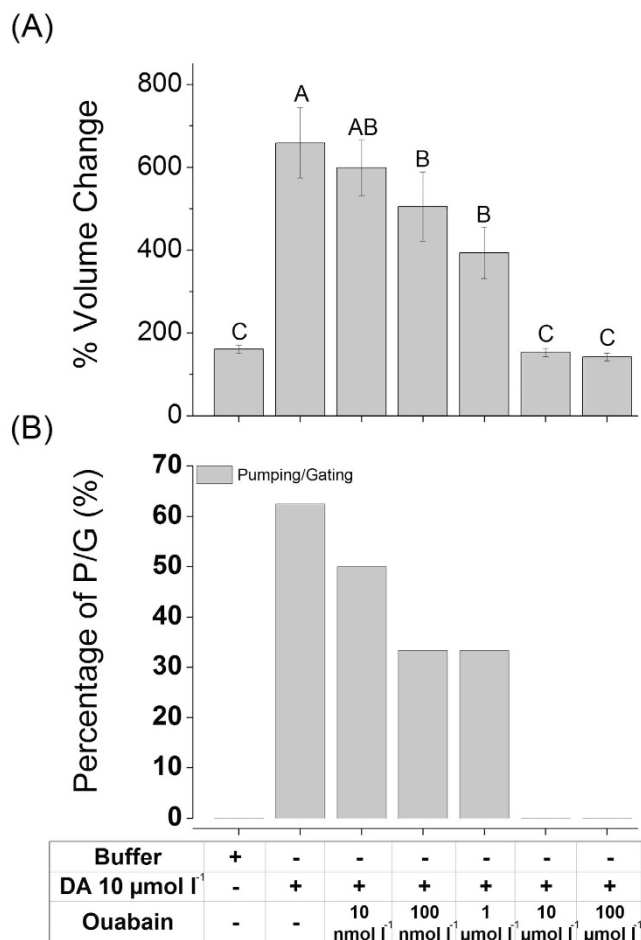 (A)
% Volume Change
800
600
400
200
0
C
A
AB
B
B
C
C
(B)
Percentage of P/G (%)
70
60
50
40
30
20
10
0
Pumping/Gating
Buffer + - - - - - -
DA 10 µmol l⁻¹ - + + + + + +
Ouabain - - 10 nmol l⁻¹ 100 nmol l⁻¹ 1 µmol l⁻¹ 10 µmol l⁻¹ 100 µmol l⁻¹